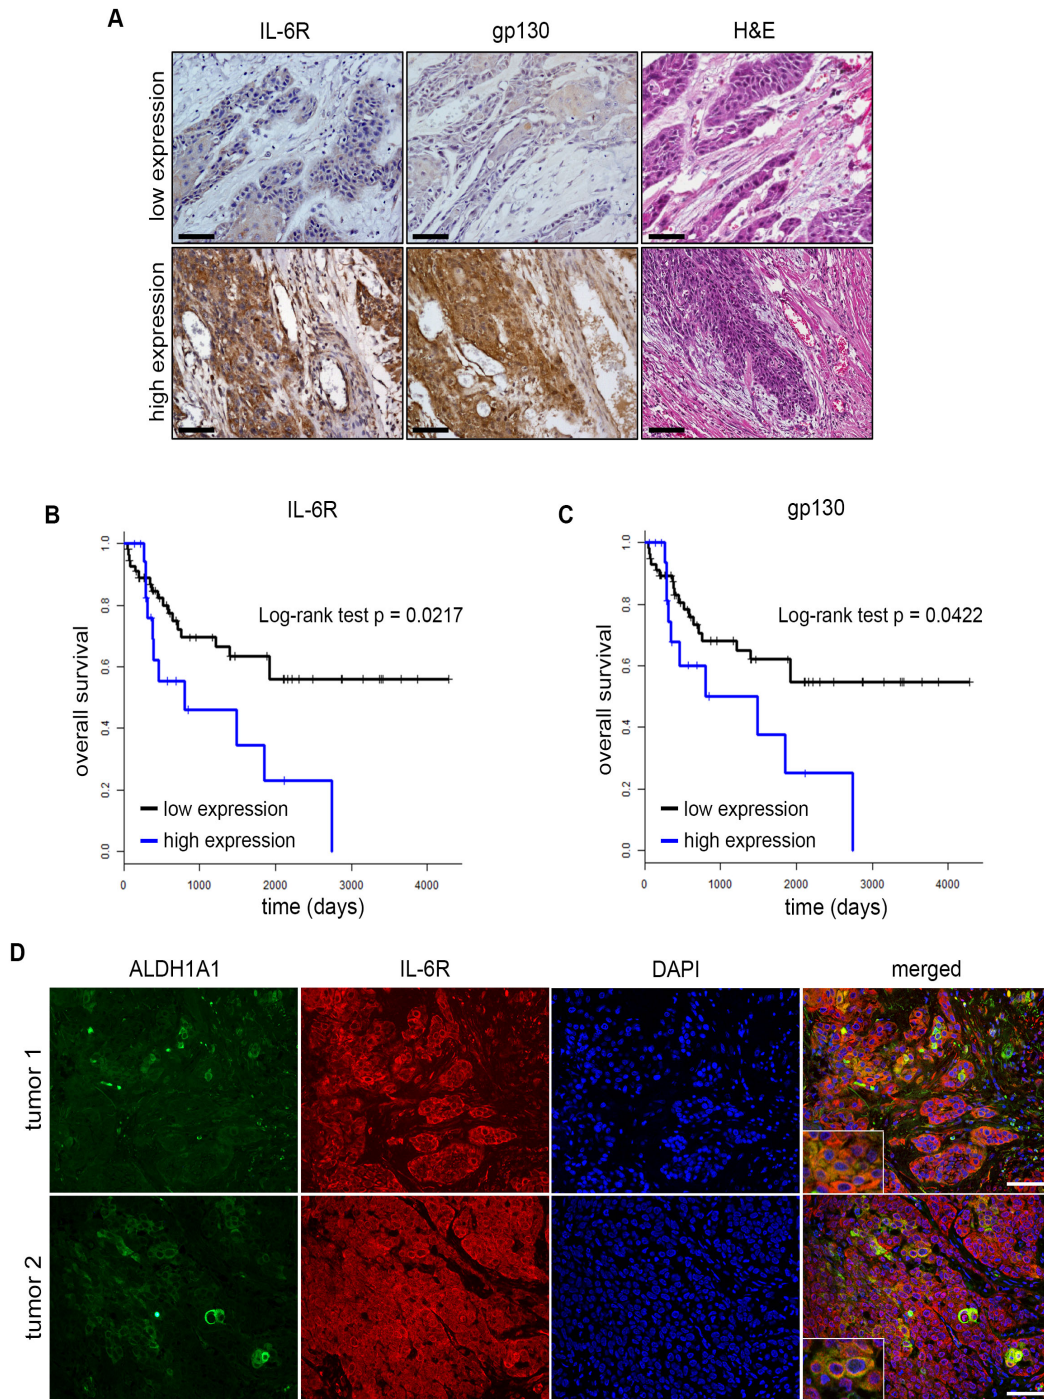 A
IL-6R gp130 H&E
low expression
high expression
B
IL-6R
1.0
0.8
0.6
0.4
0.2
0.0
overall survival
Log-rank test p = 0.0217
low expression
high expression
0 1000 2000 3000 4000
time (days)
C
gp130
1.0
0.8
0.6
0.4
0.2
0.0
overall survival
Log-rank test p = 0.0422
low expression
high expression
0 1000 2000 3000 4000
time (days)
D
ALDH1A1 IL-6R DAPI merged
tumor 1
tumor 2